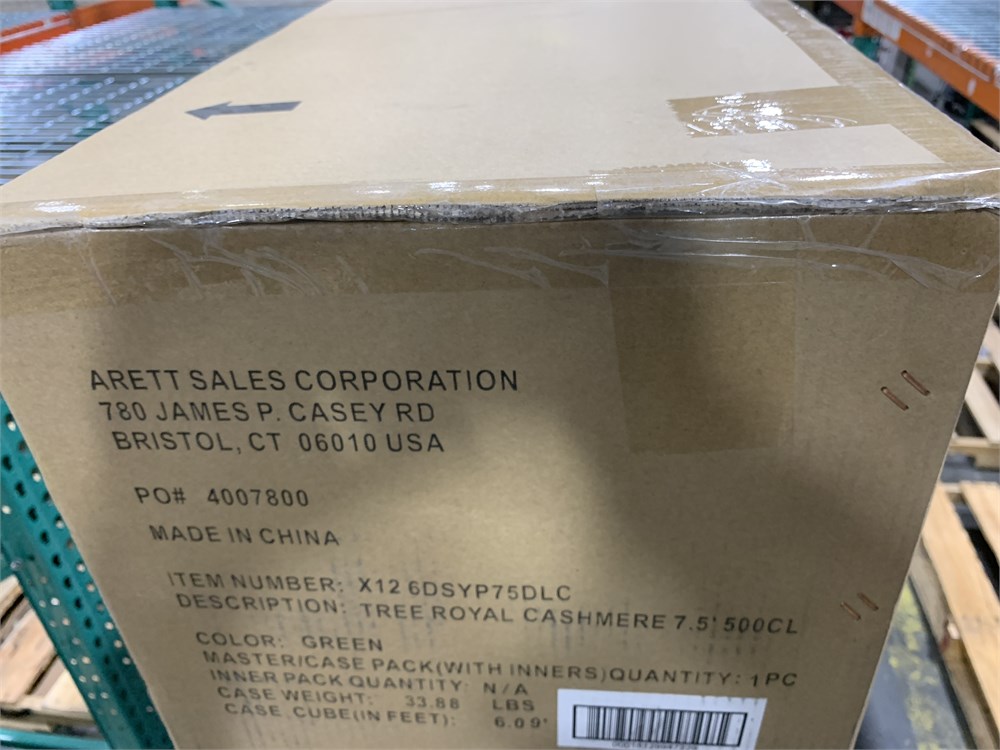 ARETT SALES CORPORATION
780 JAMES P. CASEY RD
BRISTOL, CT 06010 USA
PO# 4007800
MADE IN CHINA
ITEM NUMBER: X12 6DSYP75DLC
DESCRIPTION: TREE ROYAL CASHMERE 7.5' 500CL
COLOR: GREEN
MASTER/CASE PACK(WITH INNERS)QUANTITY: 1PC
INNER PACK QUANTITY: N/A
CASE WEIGHT: 33.88 LBS
CASE CUBE(IN FEET): 6.09'